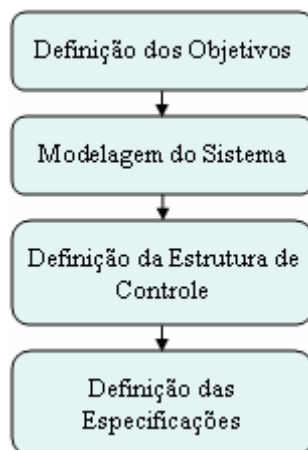 Definição dos Objetivos
Modelagem do Sistema
Definição da Estrutura de
Controle
Definição das
Especificações